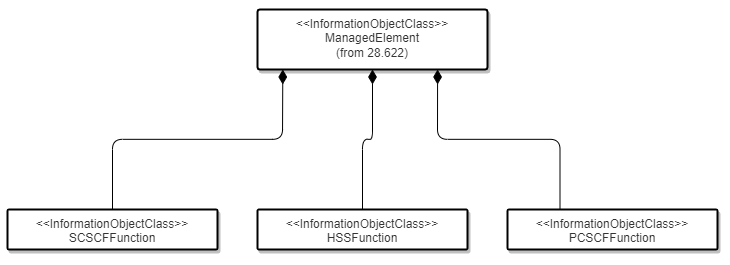 <<InformationObjectClass>>
ManagedElement
(from 28.622)
<<InformationObjectClass>>
SCSCFFunction
<<InformationObjectClass>>
HSSFunction
<<InformationObjectClass>>
PCSCFFunction